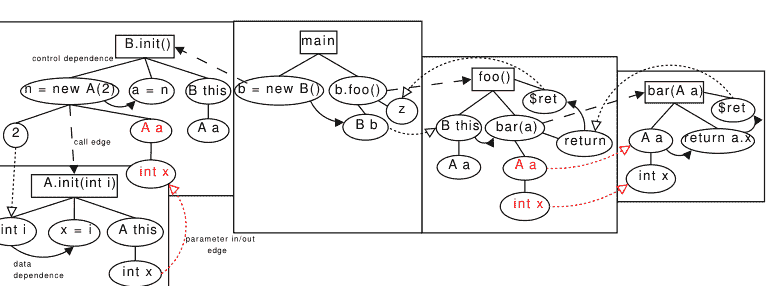 B.init()
control dependence
n = new A(2)
a = n
B this
2
A a
A a
call edge
int x
A.init(int i)
int i
x = i
A this
data
dependence
int x
parameter in/out
edge
main
b = new B()
b.foo()
z
B b
foo()
$ret
B this
bar(a)
return
A a
A a
int x
bar(A a)
$ret
A a
return a.x
int x